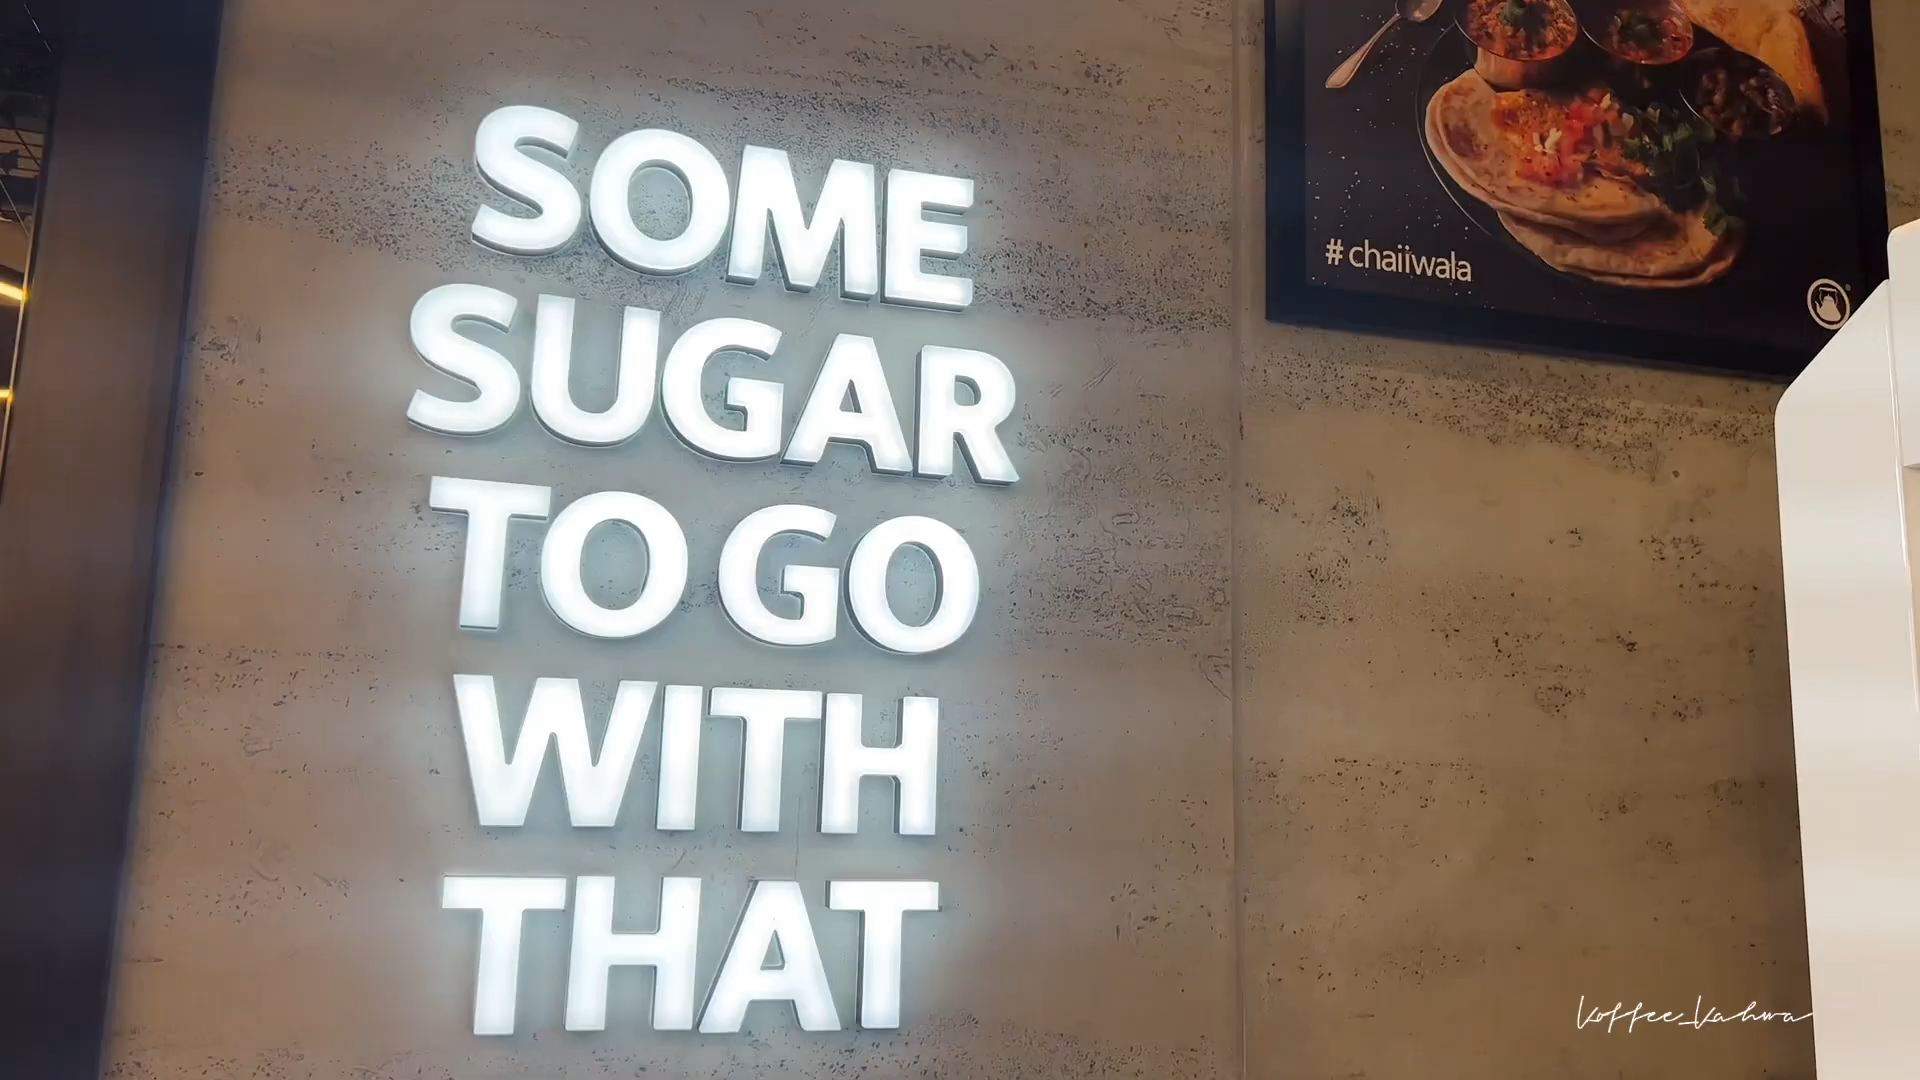 SOME
SUGAR
TO GO
WITH
THAT
# chaiiwala
Koffee_Kahwa